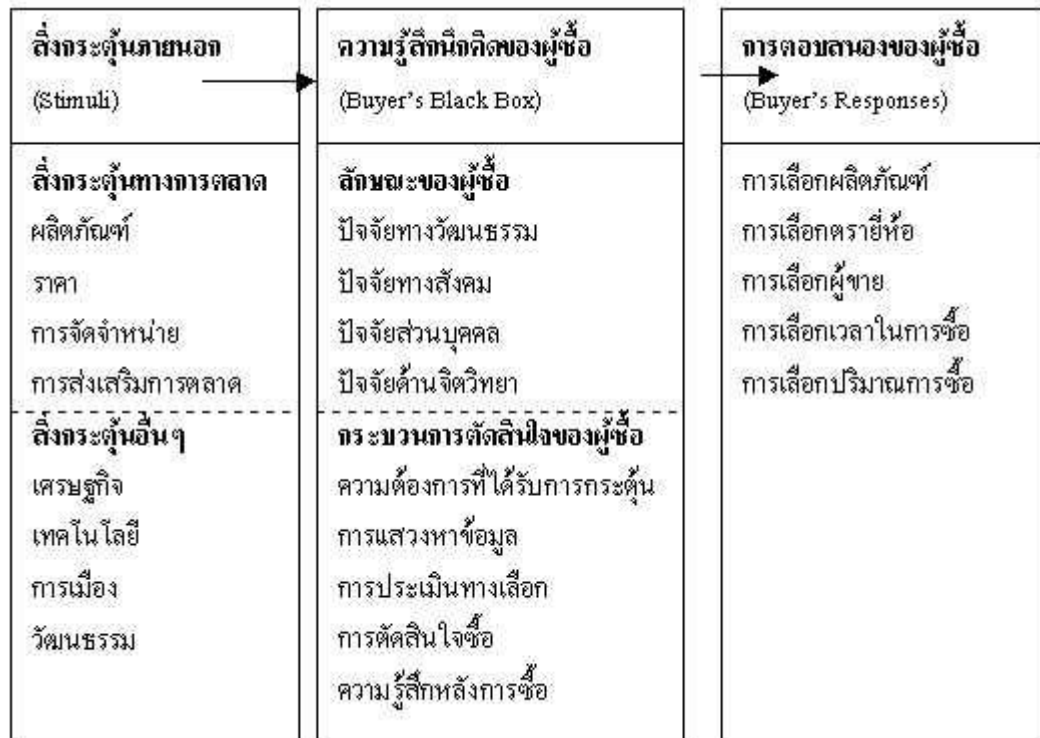 สิ่งกระตุ้นภายนอก
(Stimuli)
สิ่งกระตุ้นทางการตลาด
ผลิตภัณฑ์
ราคา
การจัดจำหน่าย
การส่งเสริมการตลาด
สิ่งกระตุ้นอื่นๆ
เศรษฐกิจ
เทคโนโลยี
การเมือง
วัฒนธรรม
ความรู้สึกนึกคิดของผู้ซื้อ
(Buyer's Black Box)
ลักษณะของผู้ซื้อ
ปัจจัยทางวัฒนธรรม
ปัจจัยทางสังคม
ปัจจัยส่วนบุคคล
ปัจจัยด้านจิตวิทยา
กระบวนการตัดสินใจของผู้ซื้อ
ความต้องการที่ได้รับการกระตุ้น
การแสวงหาข้อมูล
การประเมินทางเลือก
การตัดสินใจซื้อ
ความรู้สึกหลังการซื้อ
การตอบสนองของผู้ซื้อ
(Buyer's Responses)
การเลือกผลิตภัณฑ์
การเลือกตรายี่ห้อ
การเลือกผู้ขาย
การเลือกเวลาในการซื้อ
การเลือกปริมาณการซื้อ